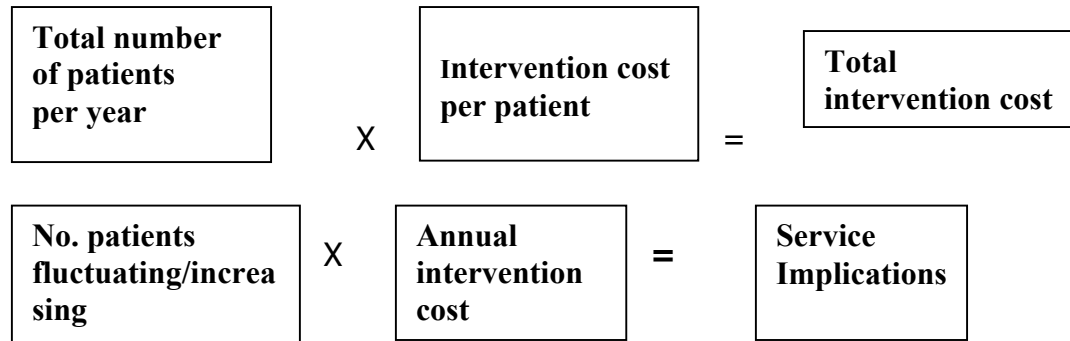 Total number
of patients
per year
X
Intervention cost
per patient
=
Total
intervention cost
No. patients
fluctuating/increa
sing
X
Annual
intervention
cost
=
Service
Implications